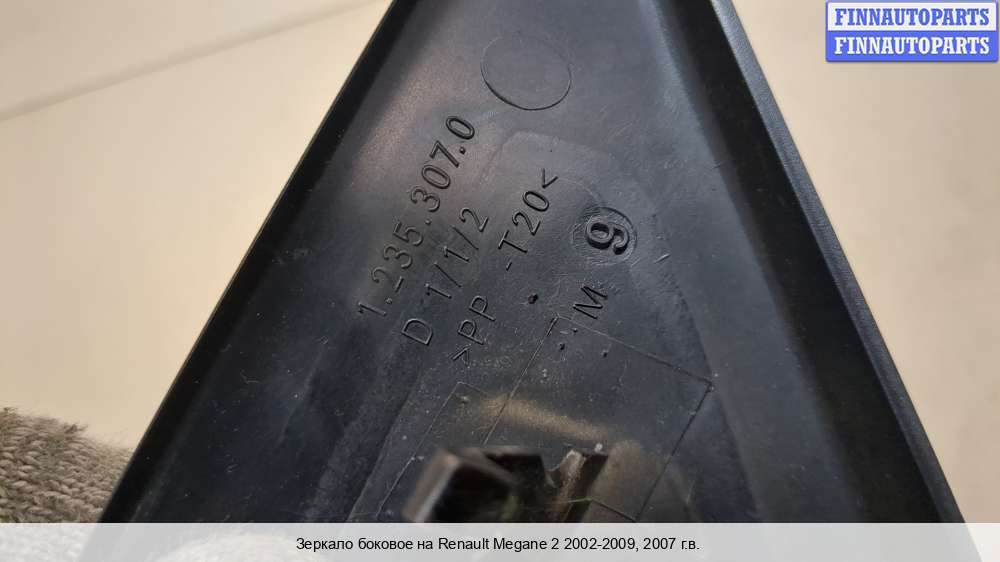 FINNAUTOPARTS
FINNAUTOPARTS
1.235.307.0
D 1/1/2
>PP -T20<
M 9
Зеркало боковое на Renault Megane 2 2002-2009, 2007 г.в.